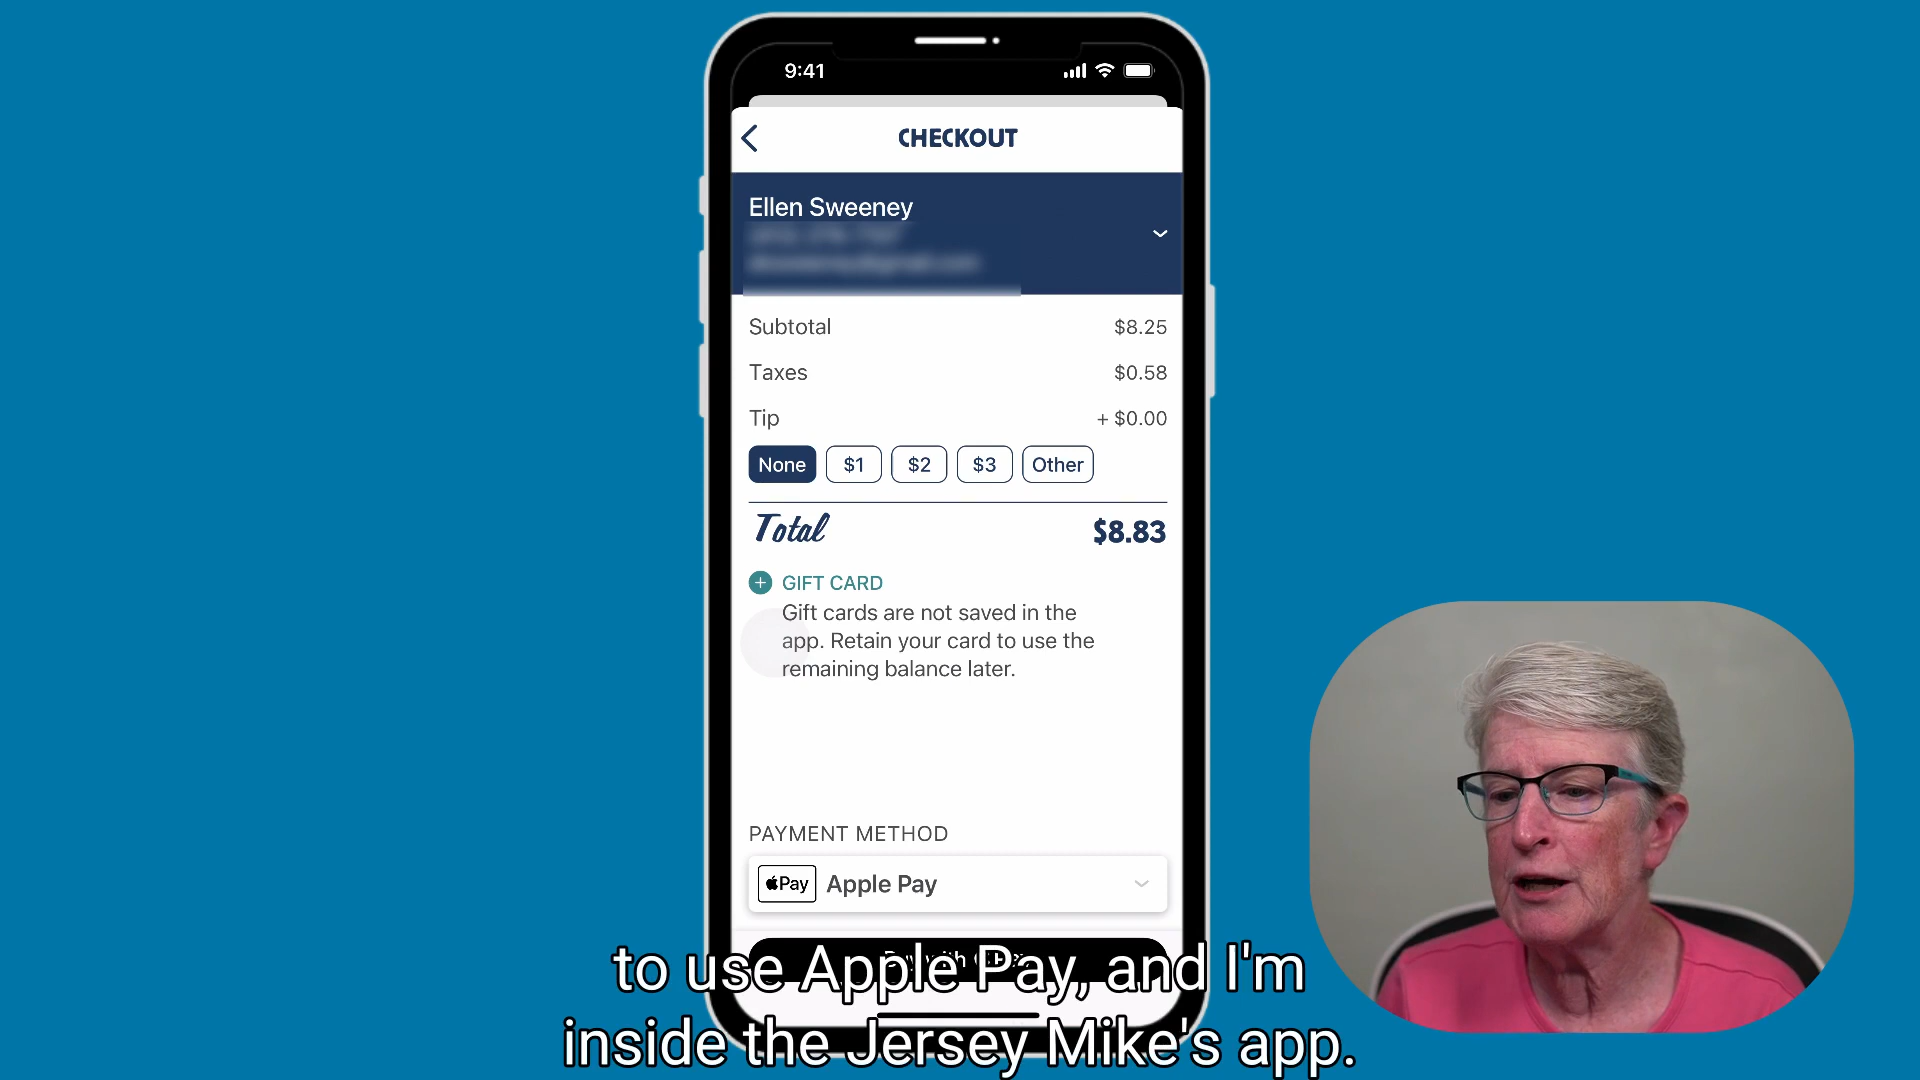 9:41
CHECKOUT
Ellen Sweeney
Subtotal $8.25
Taxes $0.58
Tip + $0.00
None $1 $2 $3 Other
Total $8.83
GIFT CARD
Gift cards are not saved in the
app. Retain your card to use the
remaining balance later.
PAYMENT METHOD
Pay Apple Pay
to use Apple Pay, and I'm
inside the Jersey Mike's app.